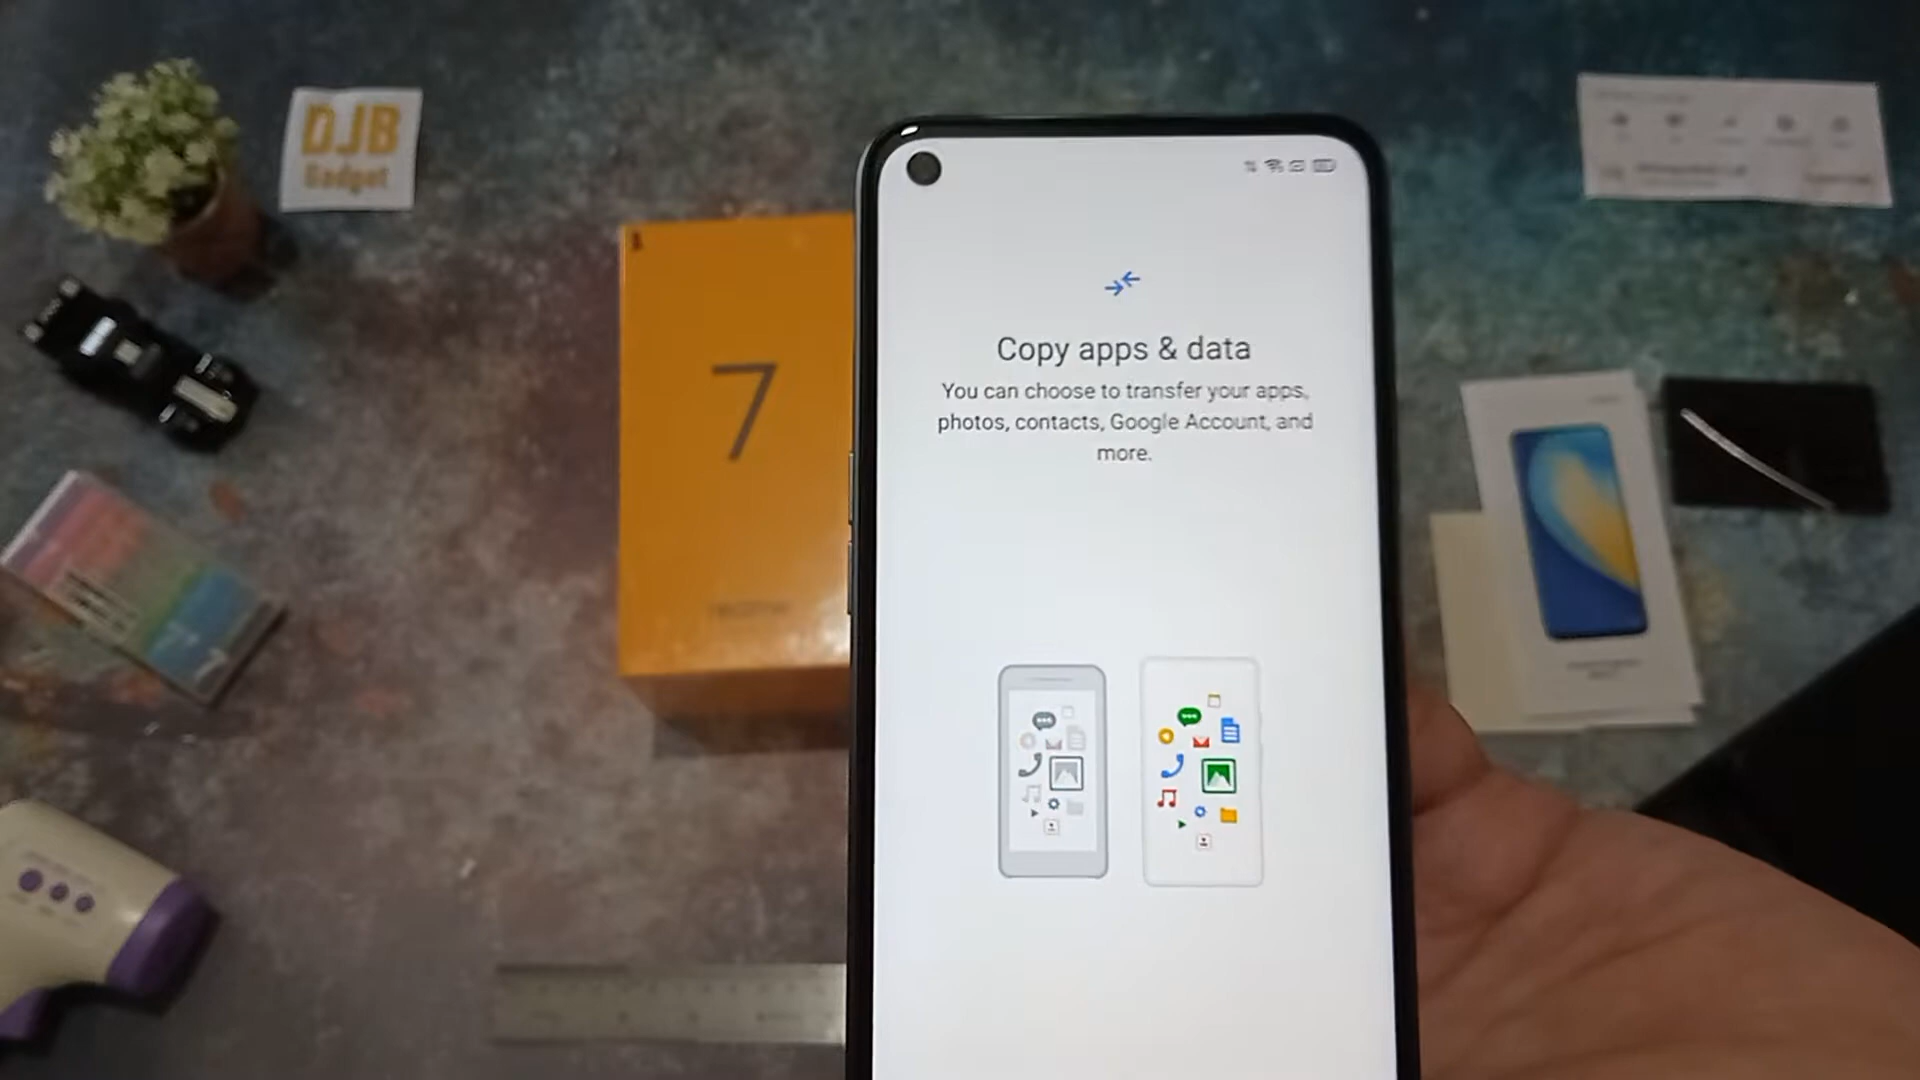 DJB
Gadget
7
realme
Copy apps & data
You can choose to transfer your apps,
photos, contacts, Google Account, and
more.